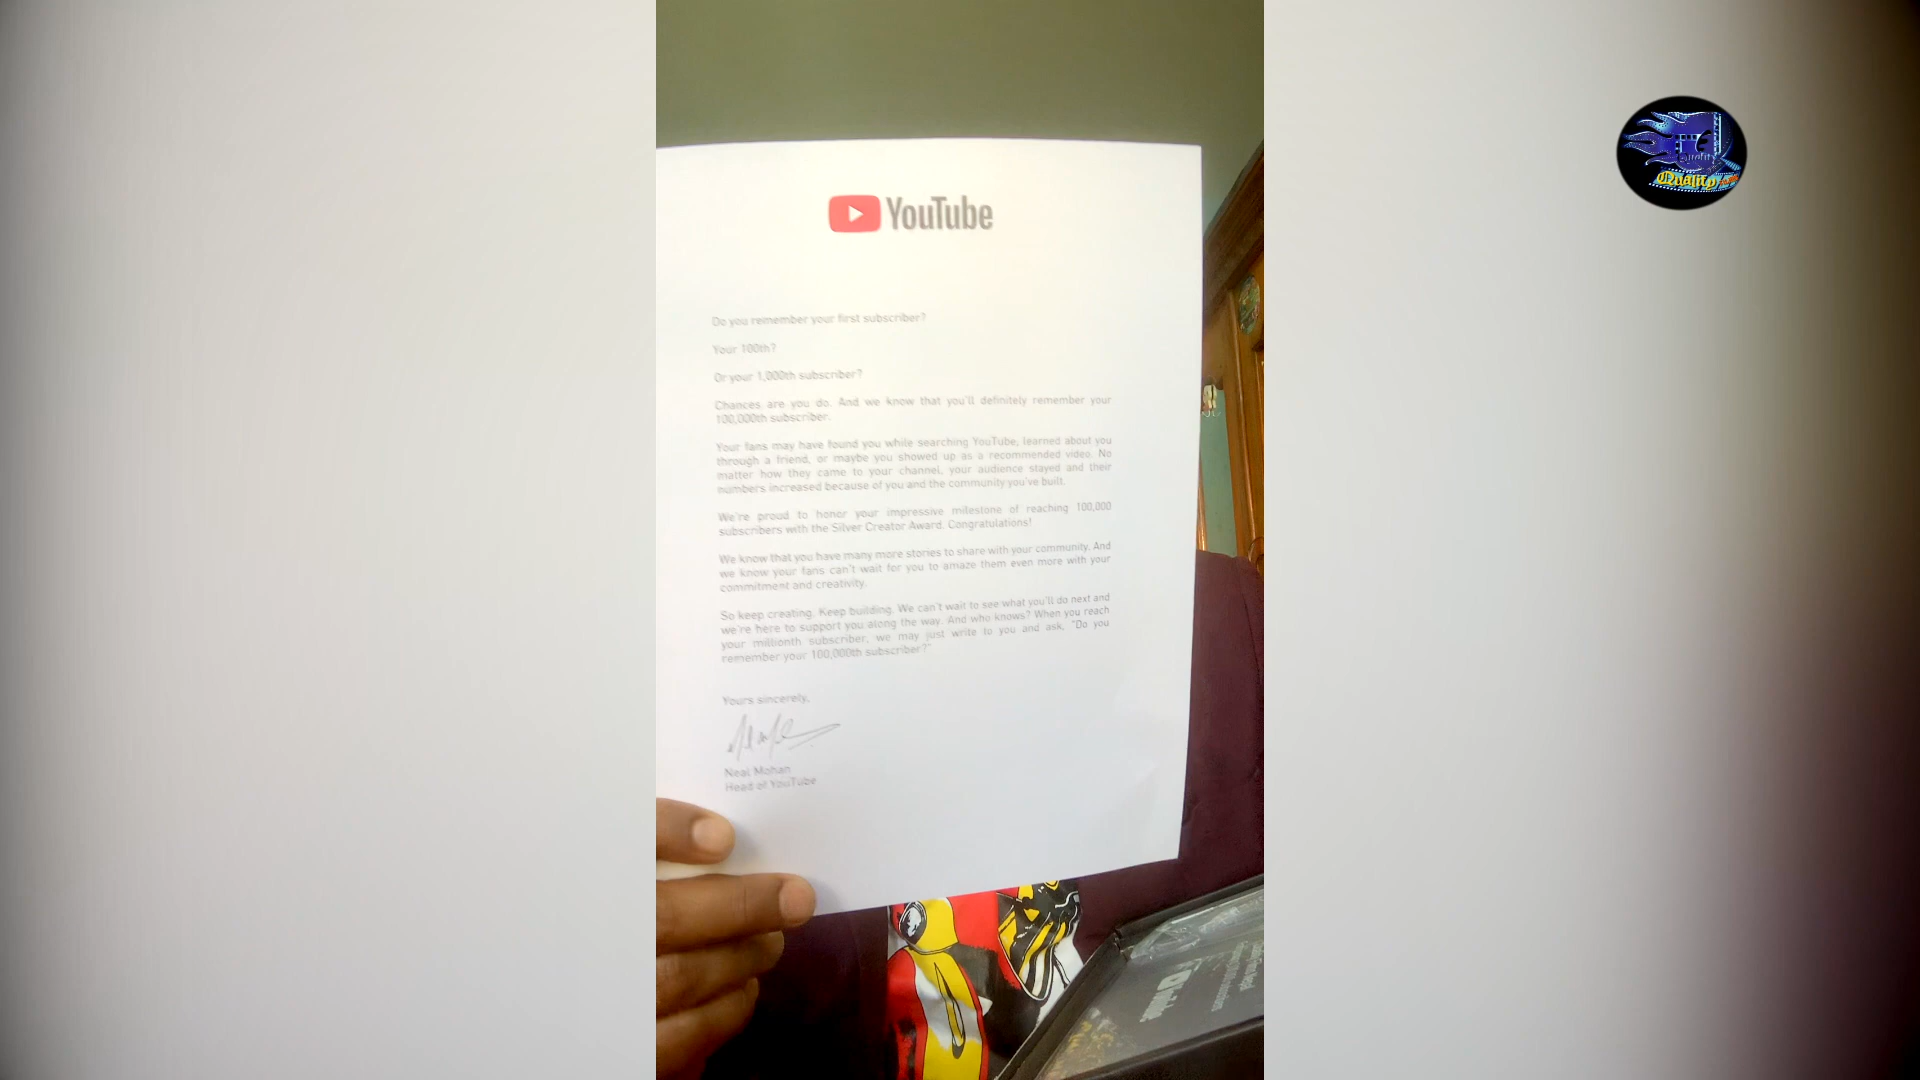 YouTube
Quality
Do you remember your first subscriber?
Your 100th?
Or your 1,000th subscriber?
Chances are you do. And we know that you'll definitely remember your
100,000th subscriber.
Your fans may have found you while searching YouTube, learned about you
through a friend, or maybe you showed up as a recommended video. No
matter how they came to your channel, your audience stayed and their
numbers increased because of you and the community you've built.
We're proud to honor your impressive milestone of reaching 100,000
subscribers with the Silver Creator Award. Congratulations!
We know that you have many more stories to share with your community. And
we know your fans can't wait for you to amaze them even more with your
commitment and creativity.
So keep creating. Keep building. We can't wait to see what you'll do next and
we're here to support you along the way. And who knows? When you reach
your millionth subscriber, we may just write to you and ask, "Do you
remember your 100,000th subscriber?"
Yours sincerely,
Neal Mohan
Head of YouTube